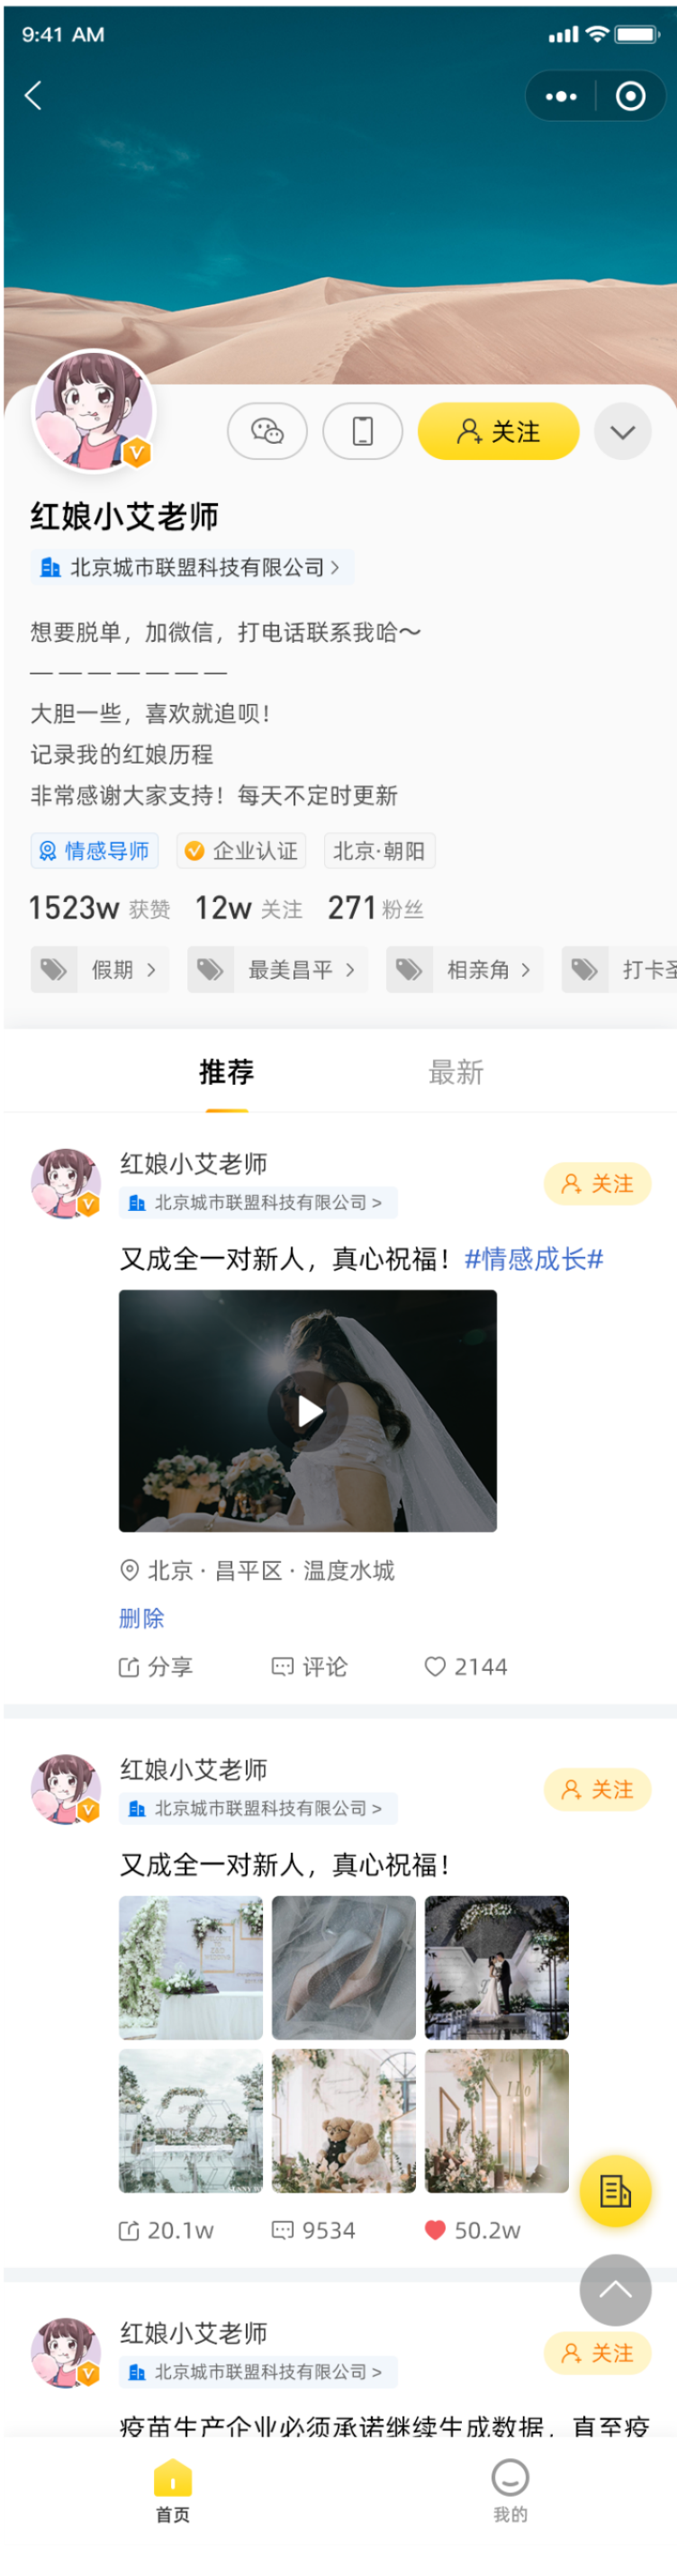 9:41 AM
关注
红娘小艾老师
北京城市联盟科技有限公司 >
想要脱单，加微信，打电话联系我哈～
— — — — — — —
大胆一些，喜欢就追呗！
记录我的红娘历程
非常感谢大家支持！每天不定时更新
情感导师 企业认证 北京·朝阳
1523w 获赞 12w 关注 271 粉丝
假期 > 最美昌平 > 相亲角 > 打卡圣
推荐 最新
红娘小艾老师
关注
北京城市联盟科技有限公司 >
又成全一对新人，真心祝福！#情感成长#
北京 · 昌平区 · 温度水城
删除
分享 评论 2144
红娘小艾老师
关注
北京城市联盟科技有限公司 >
又成全一对新人，真心祝福！
20.1w 9534 50.2w
红娘小艾老师
关注
北京城市联盟科技有限公司 >
疫苗生产企业必须承诺继续生成数据，直至疫
首页 我的